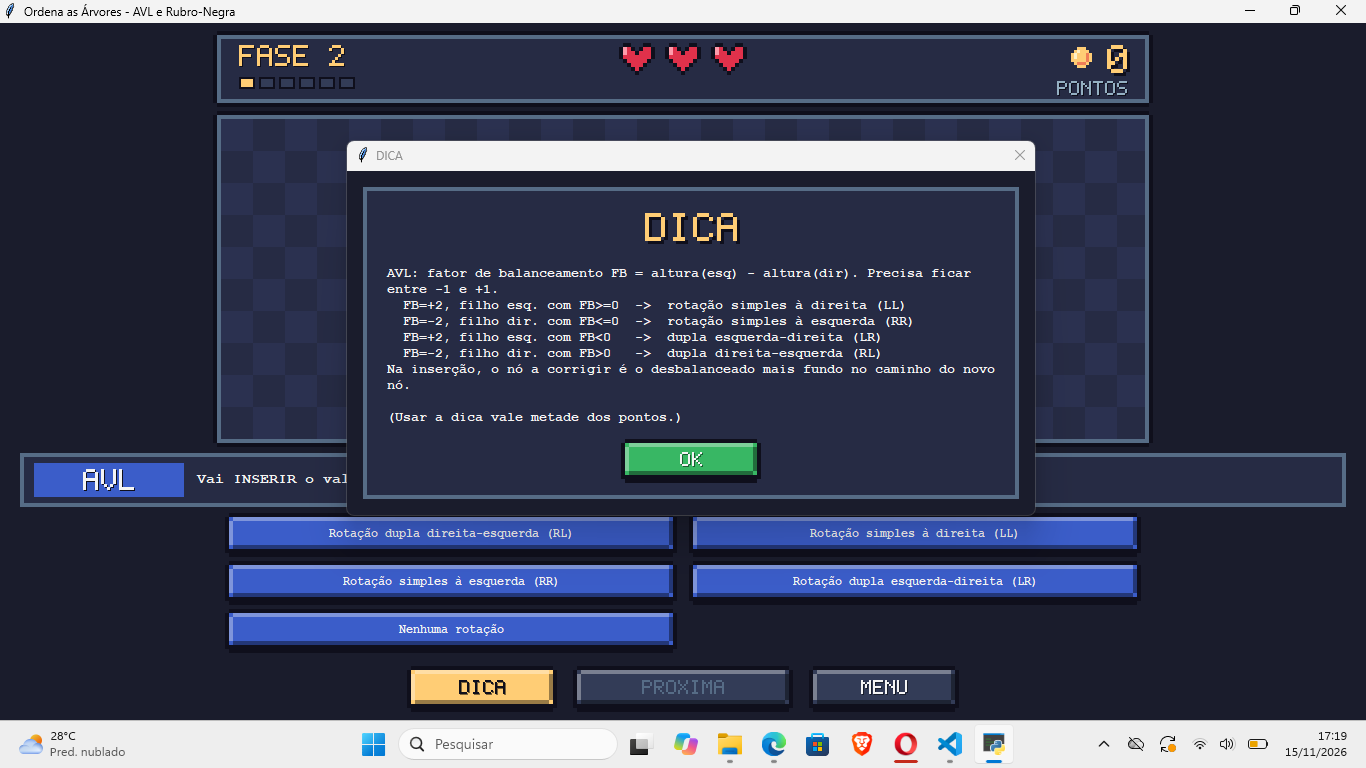 Ordena as Árvores - AVL e Rubro-Negra
FASE 2
0
PONTOS
DICA
DICA
AVL: fator de balanceamento FB = altura(esq) - altura(dir). Precisa ficar
entre -1 e +1.
FB=+2, filho esq. com FB>=0 -> rotação simples à direita (LL)
FB=-2, filho dir. com FB<=0 -> rotação simples à esquerda (RR)
FB=+2, filho esq. com FB<0 -> dupla esquerda-direita (LR)
FB=-2, filho dir. com FB>0 -> dupla direita-esquerda (RL)
Na inserção, o nó a corrigir é o desbalanceado mais fundo no caminho do novo
nó.
(Usar a dica vale metade dos pontos.)
OK
AVL Vai INSERIR o
Rotação dupla direita-esquerda (RL) Rotação simples à direita (LL)
Rotação simples à esquerda (RR) Rotação dupla esquerda-direita (LR)
Nenhuma rotação
DICA PROXIMA MENU
28°C
Pred. nublado
Pesquisar
17:19
15/11/2026